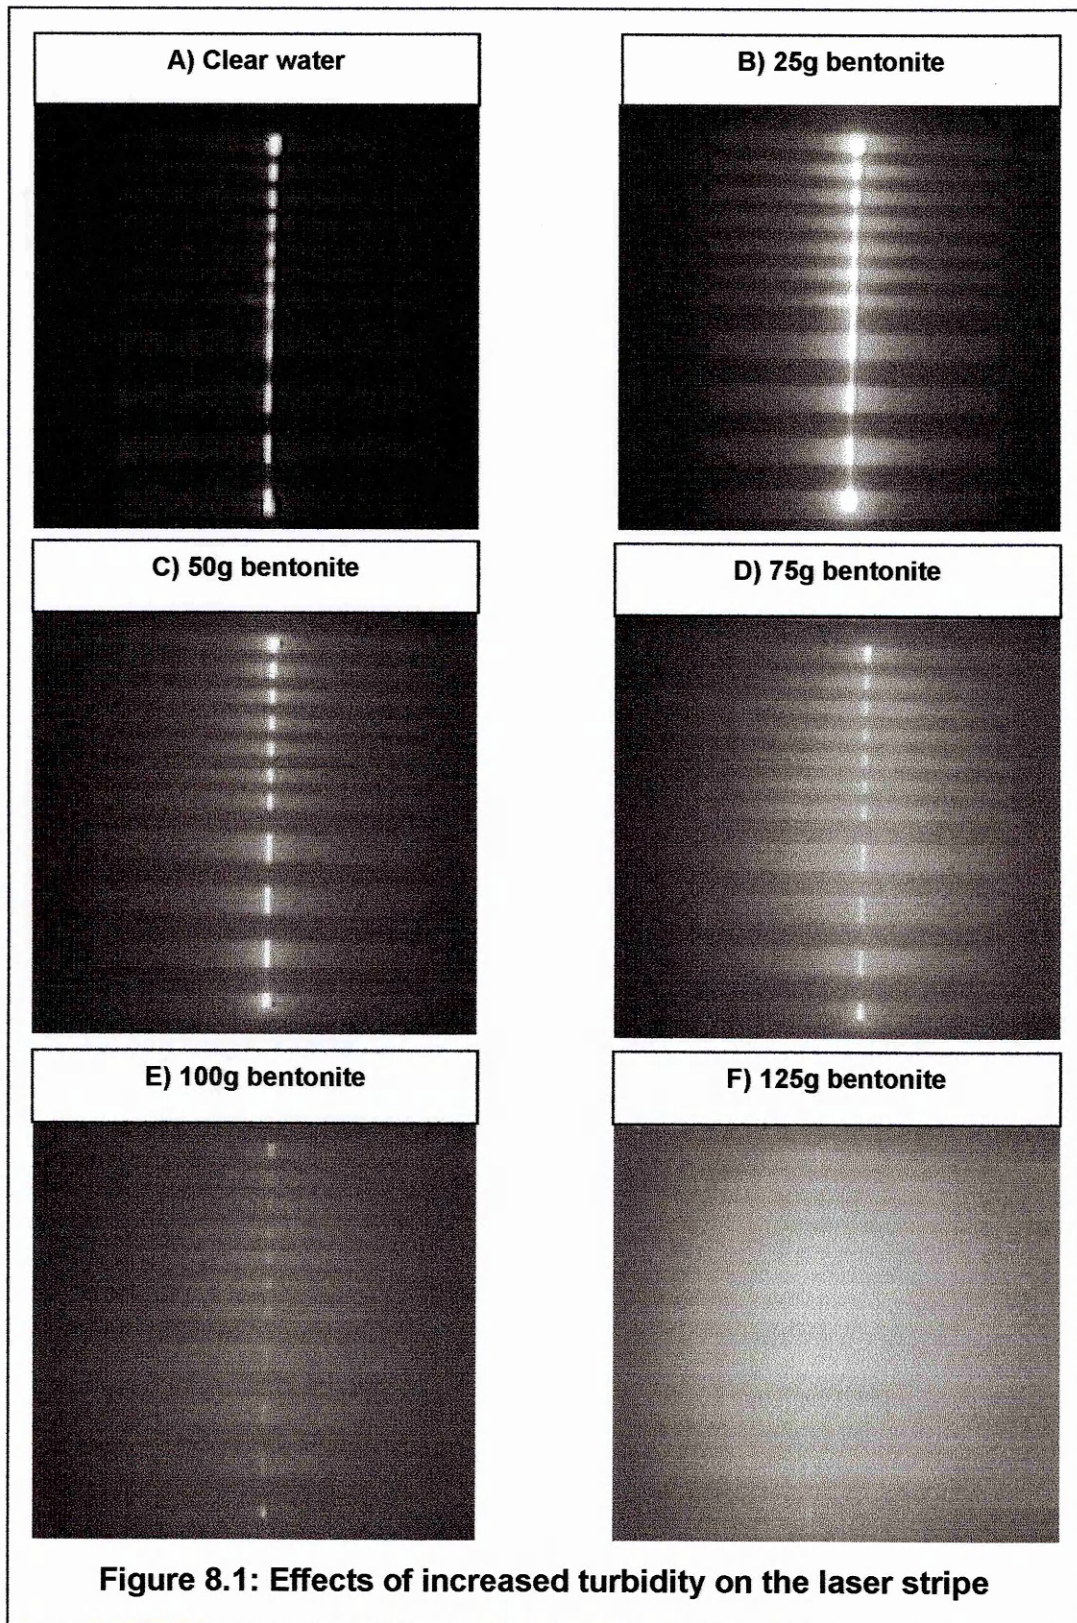 A) Clear water
B) 25g bentonite
C) 50g bentonite
D) 75g bentonite
E) 100g bentonite
F) 125g bentonite
Figure 8.1: Effects of increased turbidity on the laser stripe